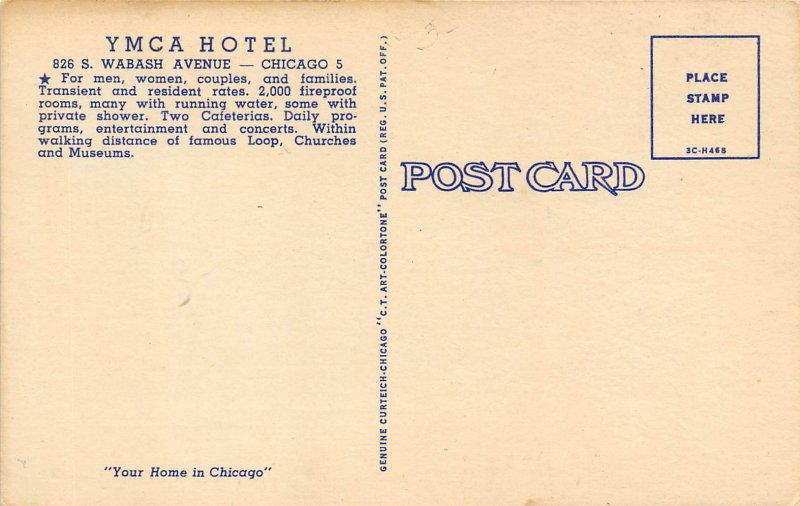 YMCA HOTEL
826 S. WABASH AVENUE — CHICAGO 5
★ For men, women, couples, and families.
Transient and resident rates. 2,000 fireproof
rooms, many with running water, some with
private shower. Two Cafeterias. Daily pro-
grams, entertainment and concerts. Within
walking distance of famous Loop, Churches
and Museums.
"Your Home in Chicago"
GENUINE CURTEICH-CHICAGO "C.T. ART-COLORTONE" POST CARD (REG. U.S. PAT. OFF.)
3-
POST CARD
PLACE
STAMP
HERE
3C-H468